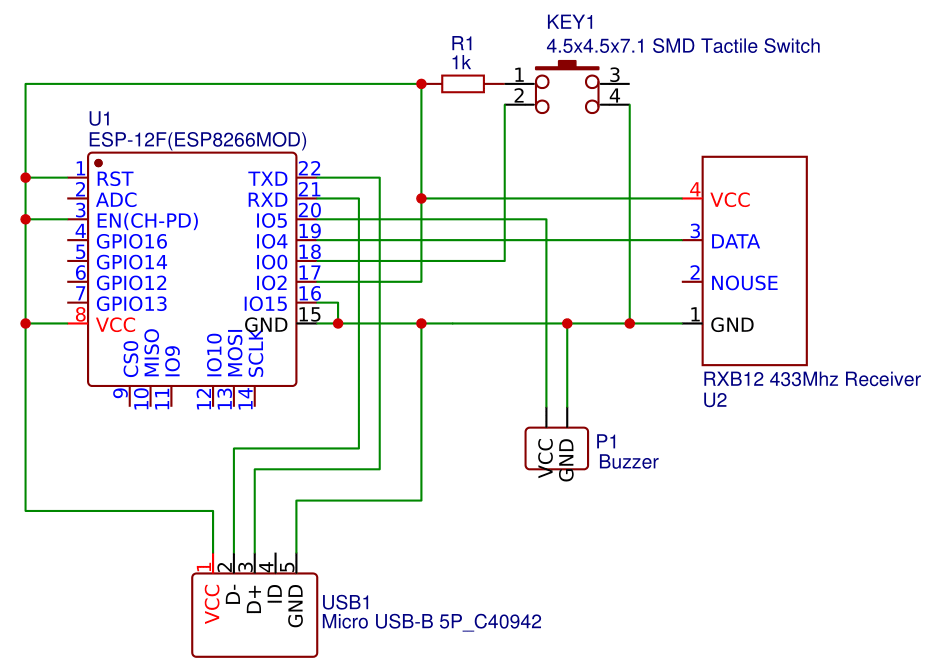 KEY1
4.5x4.5x7.1 SMD Tactile Switch
R1
1k
1
2
3
4
U1
ESP-12F(ESP8266MOD)
1 RST
2 ADC
3 EN(CH-PD)
4 GPIO16
5 GPIO14
6 GPIO12
7 GPIO13
8 VCC
TXD 22
RXD 21
IO5 20
IO4 19
IO0 18
IO2 17
IO15 16
GND 15
CS0 9
MISO 10
IO9 11
IO10 12
MOSI 13
SCLK 14
4 VCC
3 DATA
2 NOUSE
1 GND
RXB12 433Mhz Receiver
U2
VCC
GND
P1
Buzzer
1 VCC
2 D-
3 D+
4 ID
5 GND
USB1
Micro USB-B 5P_C40942